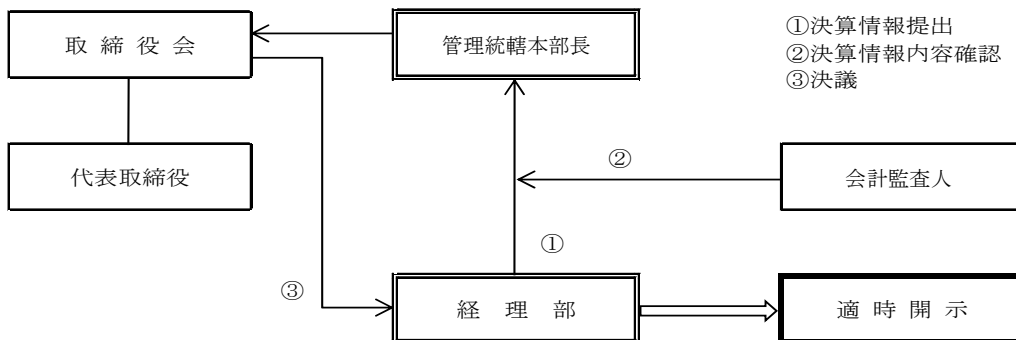 取締役会
管理統轄本部長
①決算情報提出
②決算情報内容確認
③決議
代表取締役
②
会計監査人
①
③
経理部
適時開示